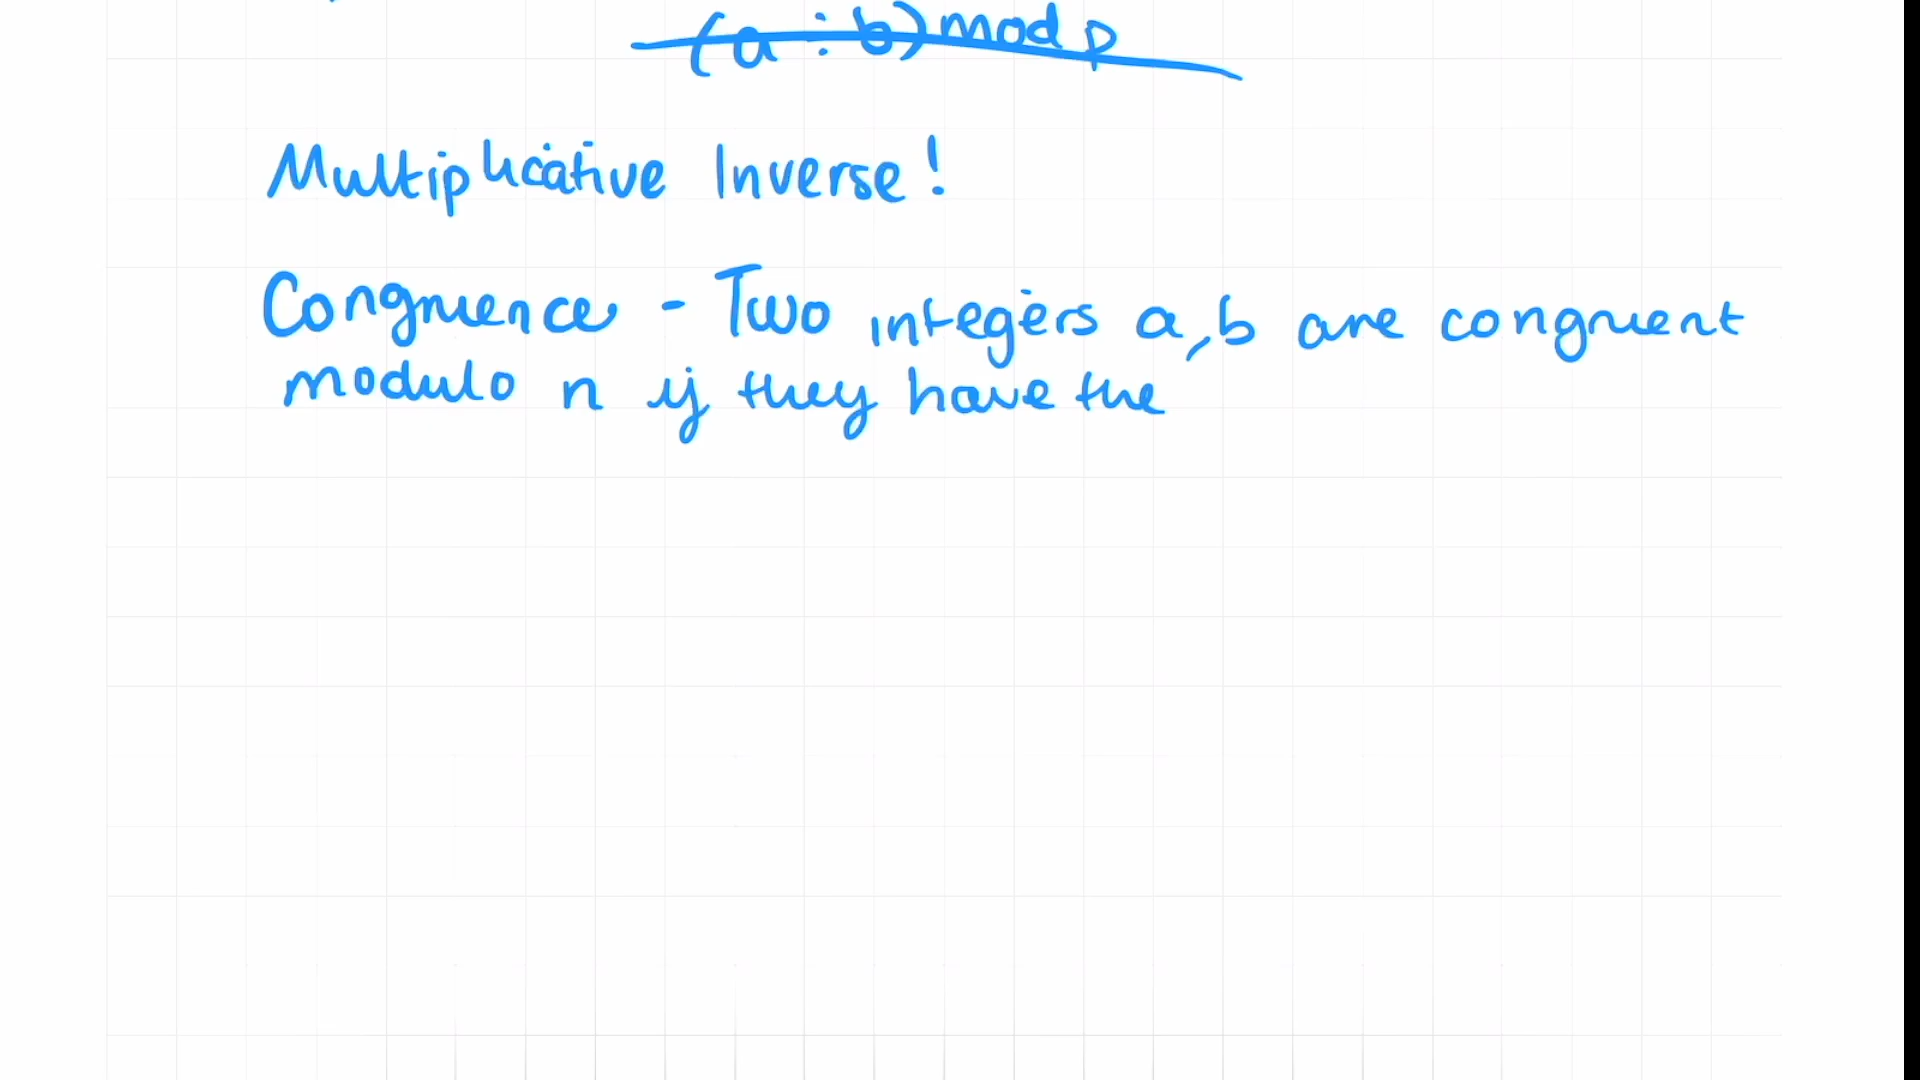 (a ÷ b) mod p
Multiplicative Inverse!
Congruence - Two integers a, b are congruent
modulo n if they have the